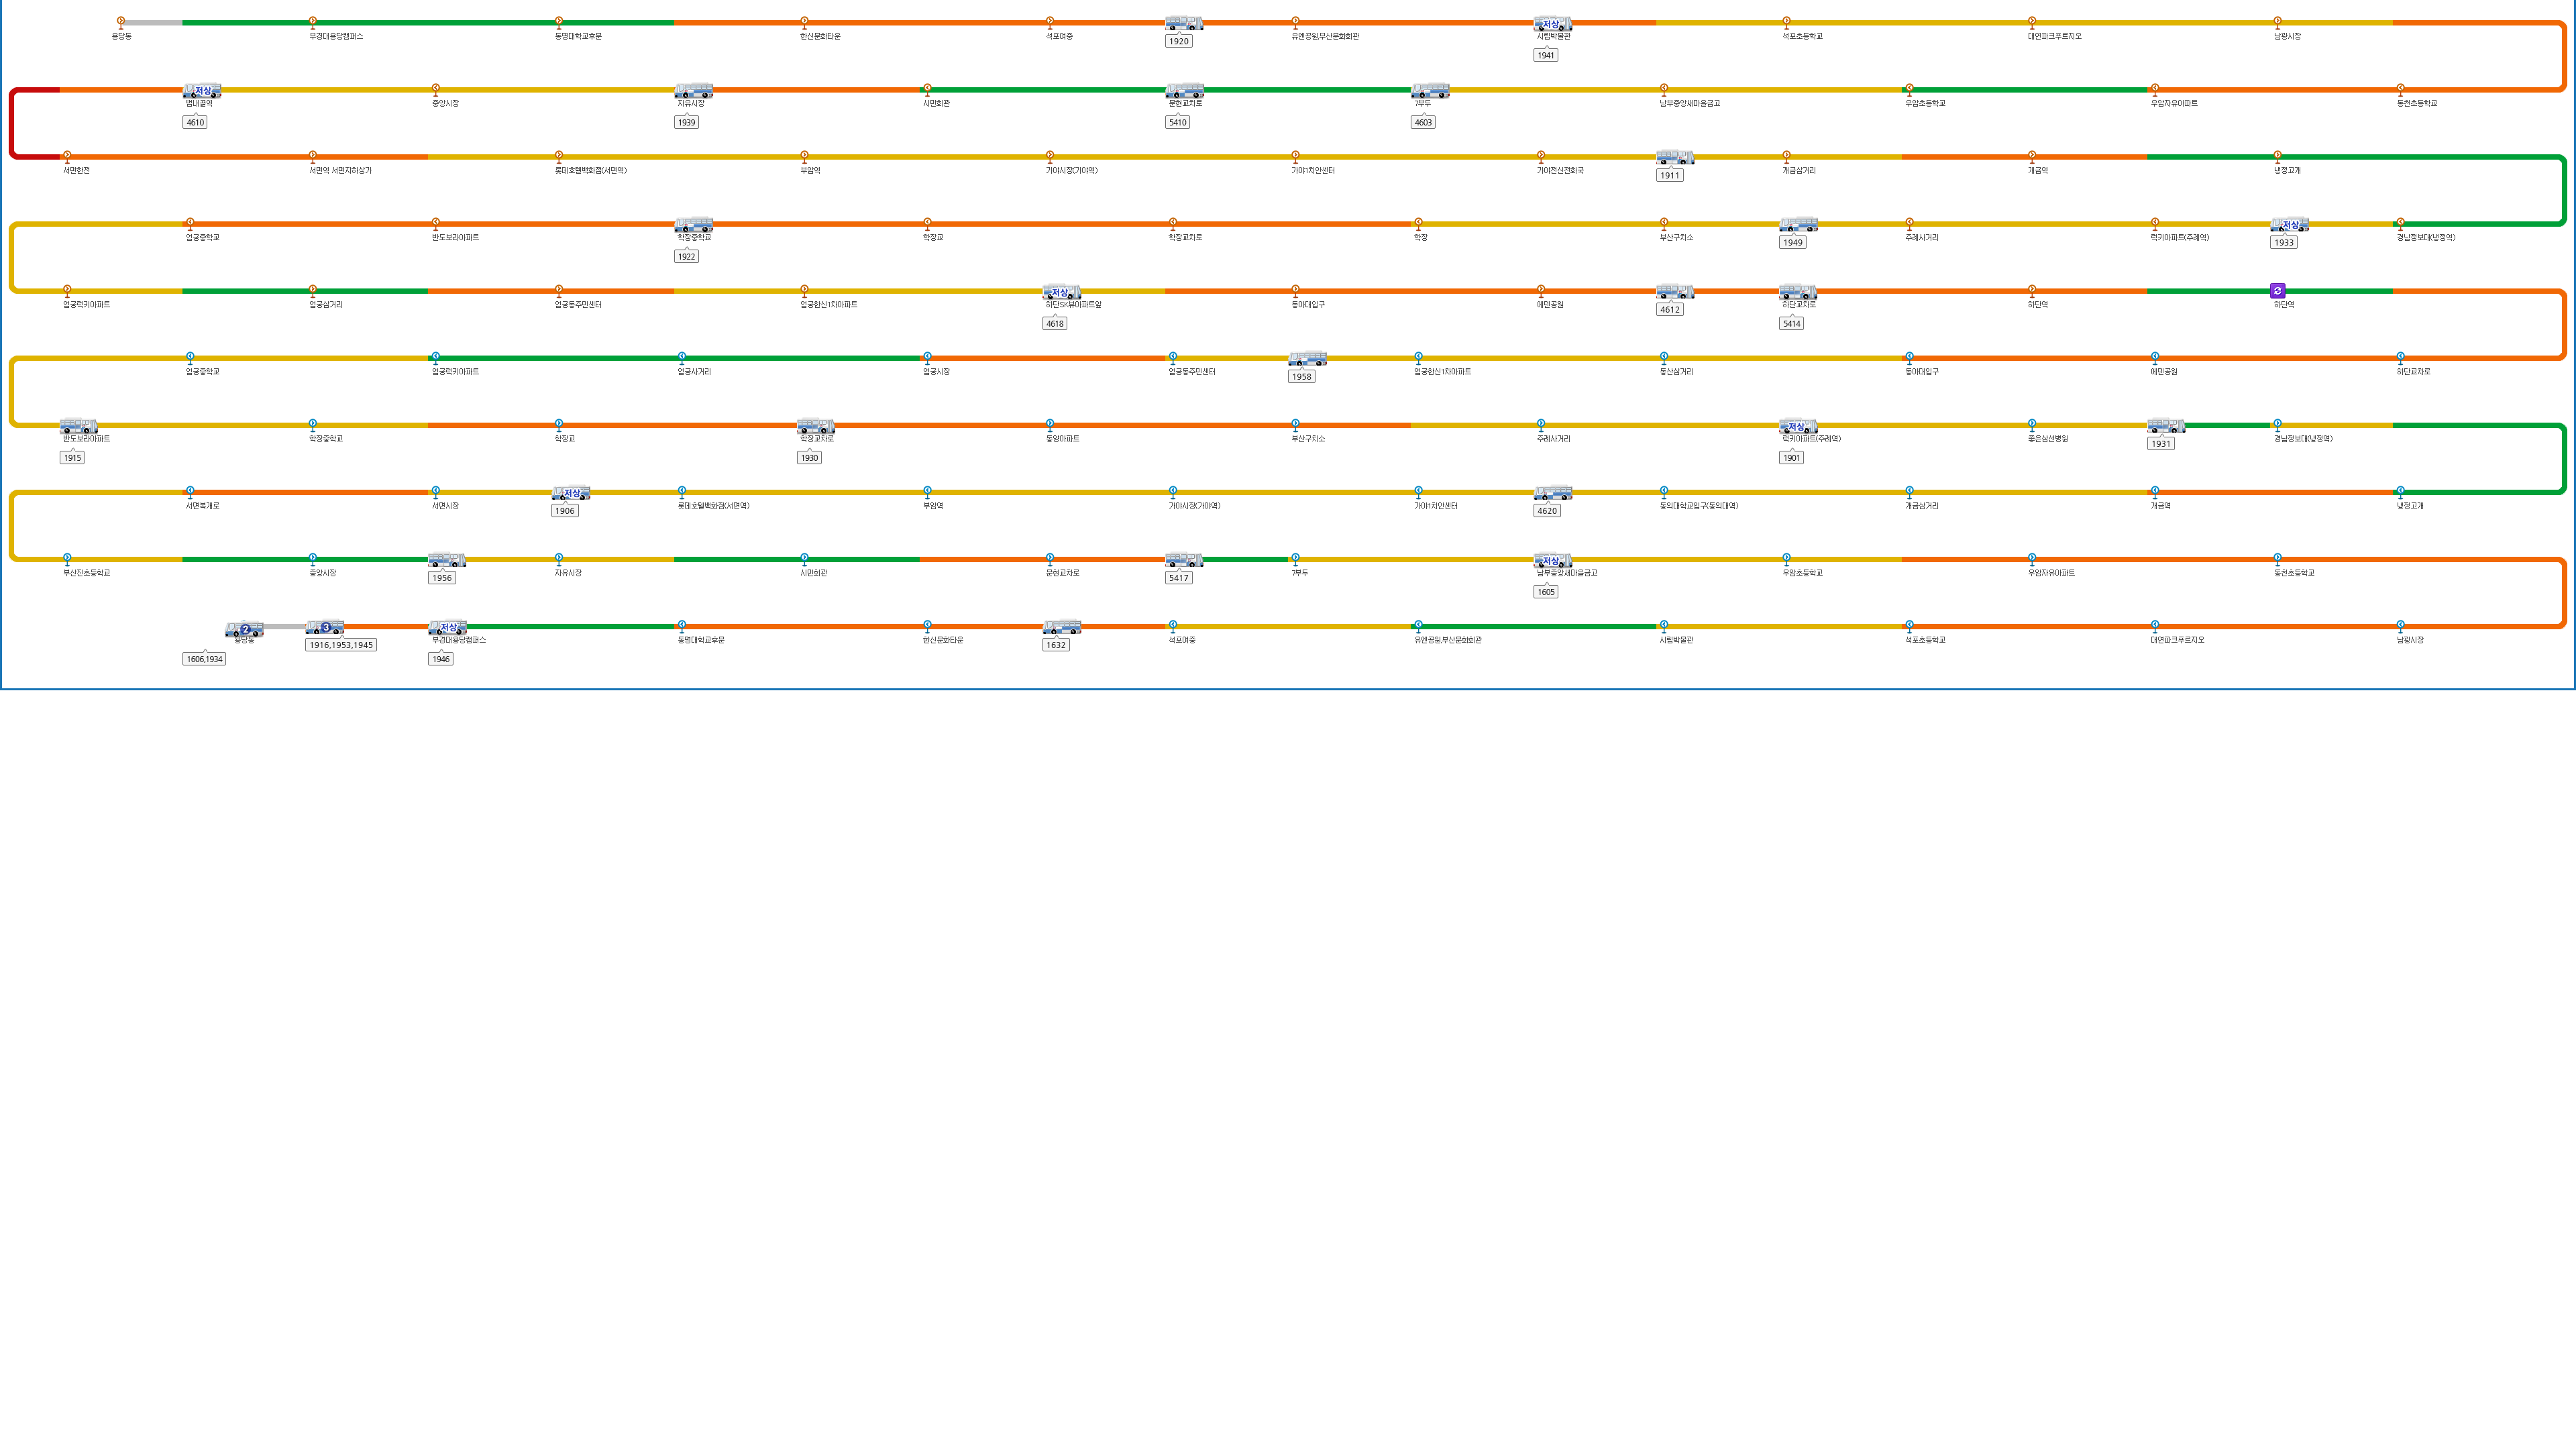 용당동 부경대용당캠퍼스 동명대학교후문 한신문화타운 석포여중 1920 유엔공원,부산문화회관 저상 시립박물관 1941 석포초등학교 대연파크푸르지오 남광시장
저상 범내골역 4610 중앙시장 자유시장 1939 시민회관 문현교차로 5410 7부두 4603 남부중앙새마을금고 우암초등학교 우암자유아파트 동천초등학교
서면한전 서면역 서면지하상가 롯데호텔백화점(서면역) 부암역 가야시장(가야역) 가야1치안센터 가야전신전화국 1911 개금삼거리 개금역 냉정고개
엄궁중학교 반도보라아파트 학장중학교 1922 학장교 학장교차로 학장 부산구치소 1949 주례사거리 럭키아파트(주례역) 저상 1933 경남정보대(냉정역)
엄궁럭키아파트 엄궁삼거리 엄궁동주민센터 엄궁한신1차아파트 저상 하단SK뷰아파트앞 4618 동아대입구 에덴공원 4612 하단교차로 5414 하단역 하단역
엄궁중학교 엄궁럭키아파트 엄궁사거리 엄궁시장 엄궁동주민센터 1958 엄궁한신1차아파트 동산삼거리 동아대입구 에덴공원 하단교차로
반도보라아파트 1915 학장중학교 학장교 학장교차로 1930 동양아파트 부산구치소 주례사거리 저상 럭키아파트(주례역) 1901 좋은삼선병원 1931 경남정보대(냉정역)
서면복개로 서면시장 저상 1906 롯데호텔백화점(서면역) 부암역 가야시장(가야역) 가야1치안센터 4620 동의대학교입구(동의대역) 개금삼거리 개금역 냉정고개
부산진초등학교 중앙시장 1956 자유시장 시민회관 문현교차로 5417 7부두 저상 남부중앙새마을금고 1605 우암초등학교 우암자유아파트 동천초등학교
2 용당동 1606,1934 3 1916,1953,1945 저상 부경대용당캠퍼스 1946 동명대학교후문 한신문화타운 1632 석포여중 유엔공원,부산문화회관 시립박물관 석포초등학교 대연파크푸르지오 남광시장